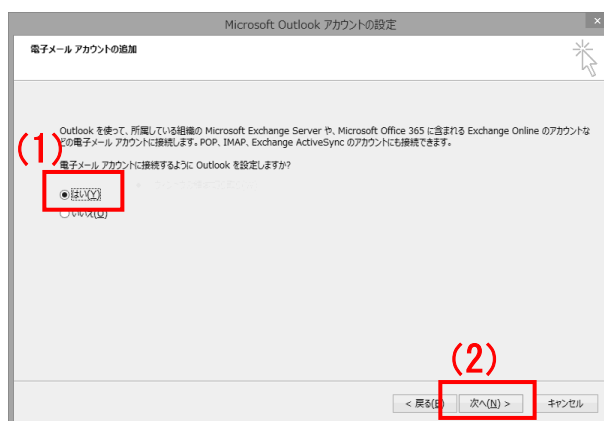 Microsoft Outlook アカウントの設定
×
電子メール アカウントの追加
Outlook を使って、所属している組織の Microsoft Exchange Server や、Microsoft Office 365 に含まれる Exchange Online のアカウントな
どの電子メール アカウントに接続します。POP、IMAP、Exchange ActiveSync のアカウントにも接続できます。
(1)
電子メール アカウントに接続するように Outlook を設定しますか?
はい(Y)
いいえ(O)
(2)
< 戻る(B) 次へ(N) > キャンセル